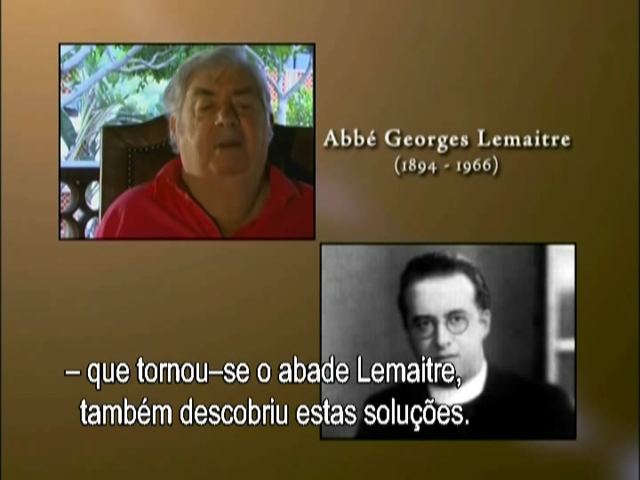 Abbé Georges Lemaitre
(1894 - 1966)
– que tornou–se o abade Lemaitre,
também descobriu estas soluções.